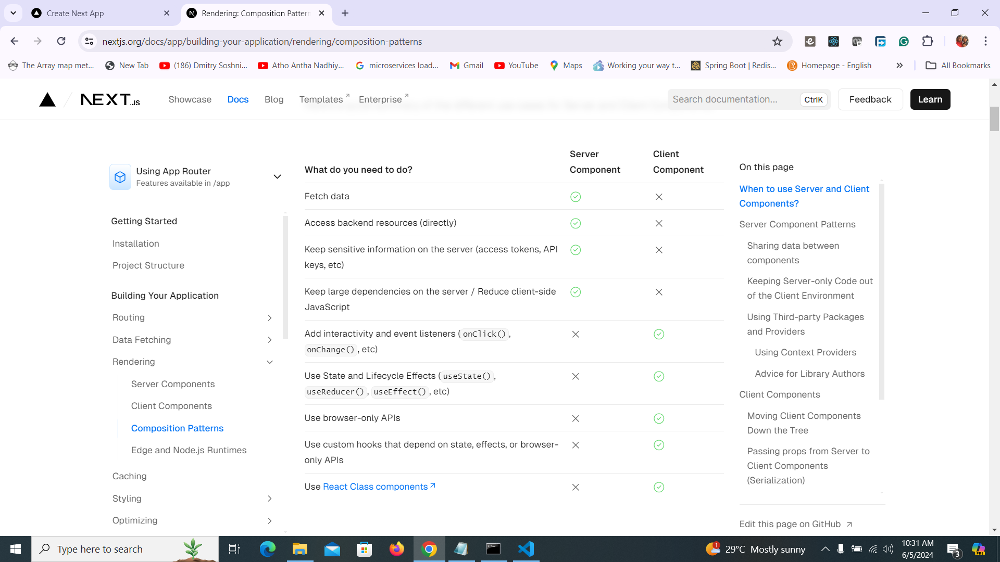 Create Next App
Rendering: Composition Pattern
nextjs.org/docs/app/building-your-application/rendering/composition-patterns
The Array map met...
New Tab
(186) Dmitry Soshni...
Atho Antha Nadhiy...
microservices load...
Gmail
YouTube
Maps
Working your way t...
Spring Boot | Redis...
Homepage - English
All Bookmarks
NEXT.JS
Showcase
Docs
Blog
Templates
Enterprise
Search documentation...
CtrlK
Feedback
Learn
Using App Router
Features available in /app
Getting Started
Installation
Project Structure
Building Your Application
Routing
Data Fetching
Rendering
Server Components
Client Components
Composition Patterns
Edge and Node.js Runtimes
Caching
Styling
Optimizing
What do you need to do?
Server
Component
Client
Component
Fetch data
Access backend resources (directly)
Keep sensitive information on the server (access tokens, API
keys, etc)
Keep large dependencies on the server / Reduce client-side
JavaScript
Add interactivity and event listeners ( onClick() ,
onChange() , etc)
Use State and Lifecycle Effects ( useState() ,
useReducer() , useEffect() , etc)
Use browser-only APIs
Use custom hooks that depend on state, effects, or browser-
only APIs
Use React Class components
On this page
When to use Server and Client
Components?
Server Component Patterns
Sharing data between
components
Keeping Server-only Code out
of the Client Environment
Using Third-party Packages
and Providers
Using Context Providers
Advice for Library Authors
Client Components
Moving Client Components
Down the Tree
Passing props from Server to
Client Components
(Serialization)
Edit this page on GitHub
Type here to search
1
29°C Mostly sunny
10:31 AM
6/5/2024
3
PRE